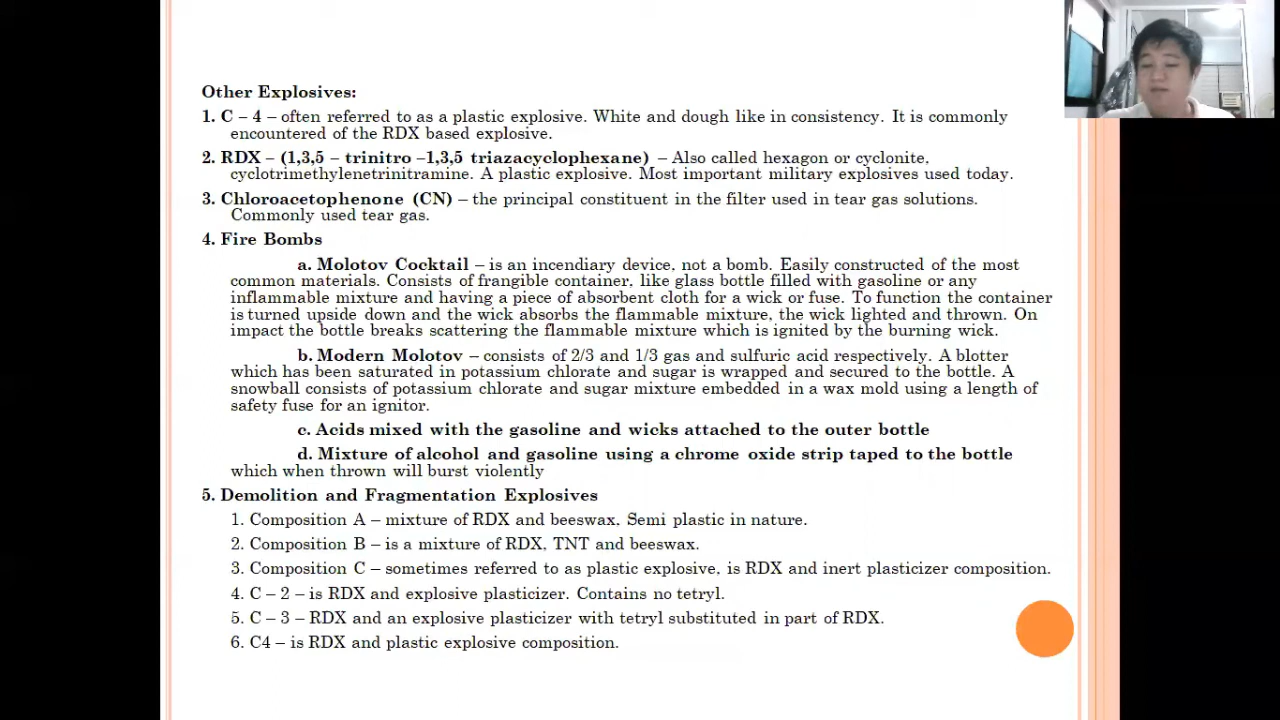 Other Explosives:
1. C – 4 – often referred to as a plastic explosive. White and dough like in consistency. It is commonly
encountered of the RDX based explosive.
2. RDX – (1,3,5 – trinitro –1,3,5 triazacyclophexane) – Also called hexagon or cyclonite,
cyclotrimethylenetrinitramine. A plastic explosive. Most important military explosives used today.
3. Chloroacetophenone (CN) – the principal constituent in the filter used in tear gas solutions.
Commonly used tear gas.
4. Fire Bombs
a. Molotov Cocktail – is an incendiary device, not a bomb. Easily constructed of the most
common materials. Consists of frangible container, like glass bottle filled with gasoline or any
inflammable mixture and having a piece of absorbent cloth for a wick or fuse. To function the container
is turned upside down and the wick absorbs the flammable mixture, the wick lighted and thrown. On
impact the bottle breaks scattering the flammable mixture which is ignited by the burning wick.
b. Modern Molotov – consists of 2/3 and 1/3 gas and sulfuric acid respectively. A blotter
which has been saturated in potassium chlorate and sugar is wrapped and secured to the bottle. A
snowball consists of potassium chlorate and sugar mixture embedded in a wax mold using a length of
safety fuse for an ignitor.
c. Acids mixed with the gasoline and wicks attached to the outer bottle
d. Mixture of alcohol and gasoline using a chrome oxide strip taped to the bottle
which when thrown will burst violently
5. Demolition and Fragmentation Explosives
1. Composition A – mixture of RDX and beeswax, Semi plastic in nature.
2. Composition B – is a mixture of RDX, TNT and beeswax.
3. Composition C – sometimes referred to as plastic explosive, is RDX and inert plasticizer composition.
4. C – 2 – is RDX and explosive plasticizer. Contains no tetryl.
5. C – 3 – RDX and an explosive plasticizer with tetryl substituted in part of RDX.
6. C4 – is RDX and plastic explosive composition.